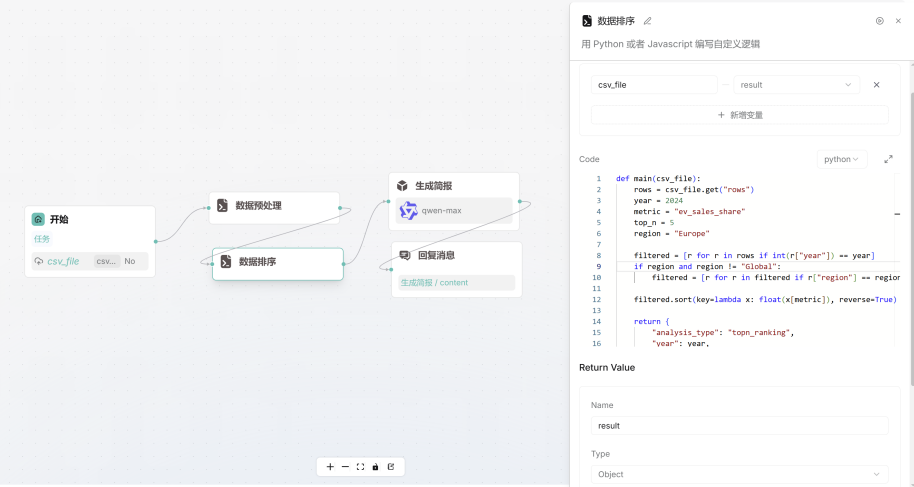 开始
任务
csv_file csv... No
数据预处理
数据排序
生成简报
qwen-max
回复消息
生成简报 / content
数据排序
用 Python 或者 Javascript 编写自定义逻辑
csv_file result
新增变量
Code python
1 def main(csv_file):
2 rows = csv_file.get("rows")
3 year = 2024
4 metric = "ev_sales_share"
5 top_n = 5
6 region = "Europe"
7
8 filtered = [r for r in rows if int(r["year"]) == year]
9 if region and region != "Global":
10 filtered = [r for r in filtered if r["region"] == region
11
12 filtered.sort(key=lambda x: float(x[metric]), reverse=True)
13
14 return {
15 "analysis_type": "topn_ranking",
16 "year": year,
Return Value
Name
result
Type
Object